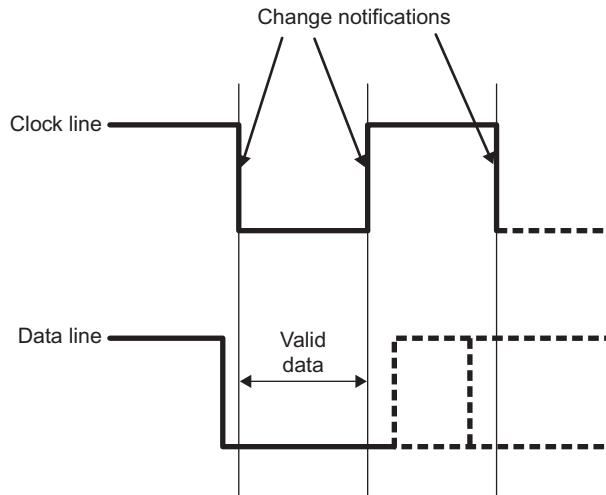 Change notifications
Clock line
Data line
Valid
data